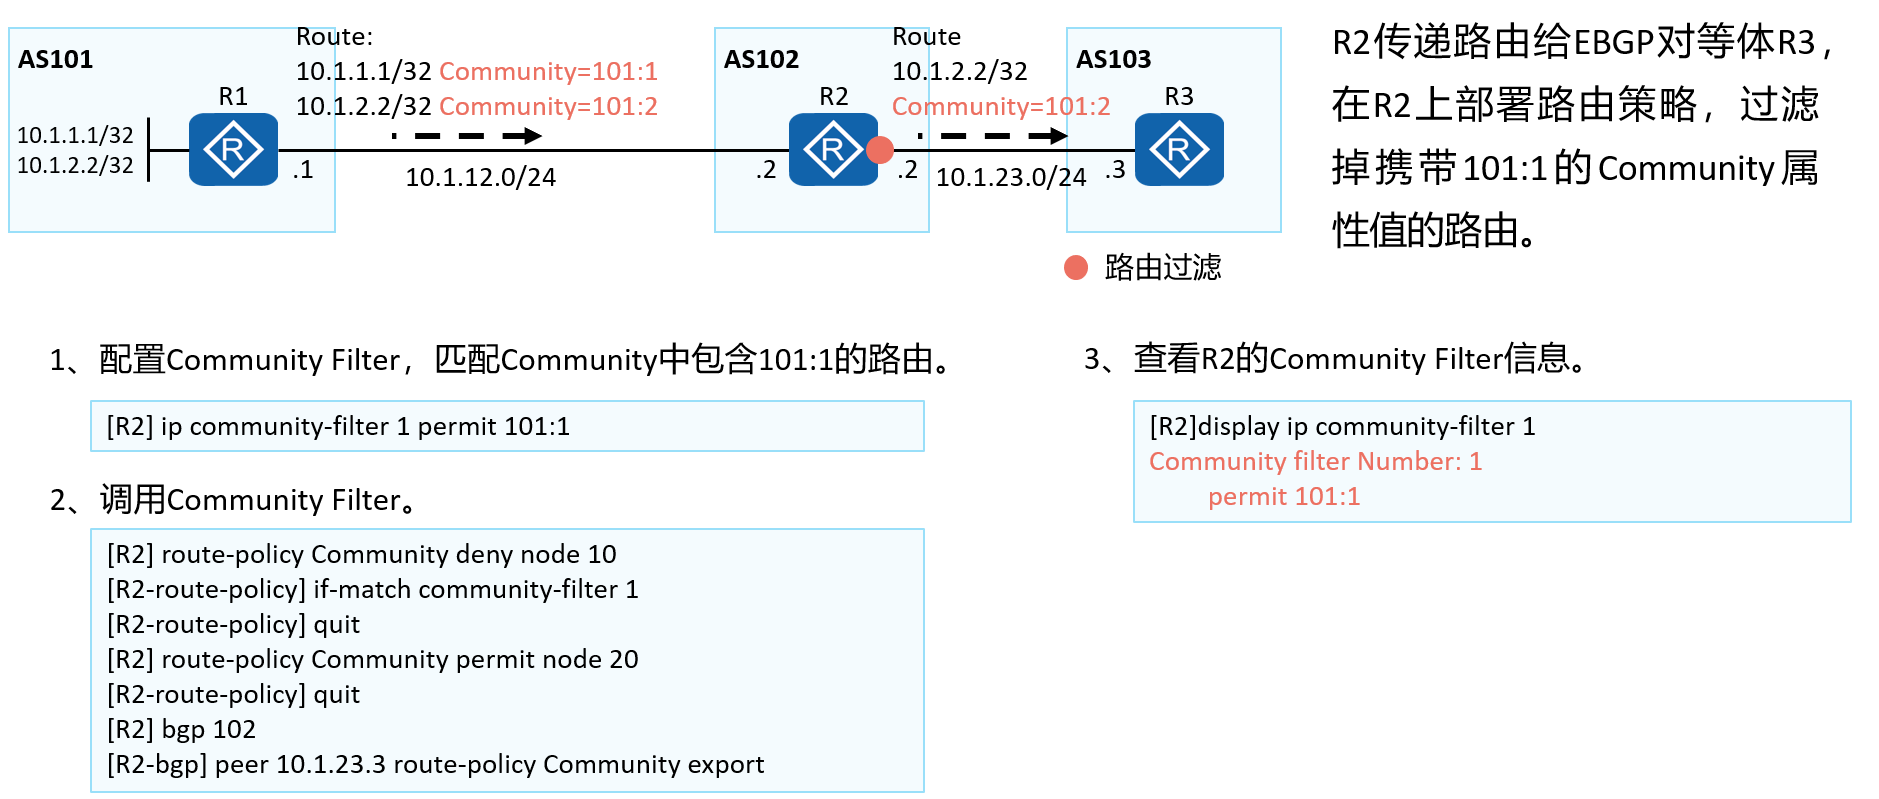 AS101
R1
10.1.1.1/32
10.1.2.2/32
.1
Route:
10.1.1.1/32 Community=101:1
10.1.2.2/32 Community=101:2
10.1.12.0/24
AS102
R2
.2
.2
Route
10.1.2.2/32
Community=101:2
10.1.23.0/24
AS103
R3
.3
路由过滤
R2传递路由给EBGP对等体R3，
在R2上部署路由策略，过滤
掉携带101:1的Community属
性值的路由。
1、配置Community Filter，匹配Community中包含101:1的路由。
[R2] ip community-filter 1 permit 101:1
2、调用Community Filter。
[R2] route-policy Community deny node 10
[R2-route-policy] if-match community-filter 1
[R2-route-policy] quit
[R2] route-policy Community permit node 20
[R2-route-policy] quit
[R2] bgp 102
[R2-bgp] peer 10.1.23.3 route-policy Community export
3、查看R2的Community Filter信息。
[R2]display ip community-filter 1
Community filter Number: 1
permit 101:1